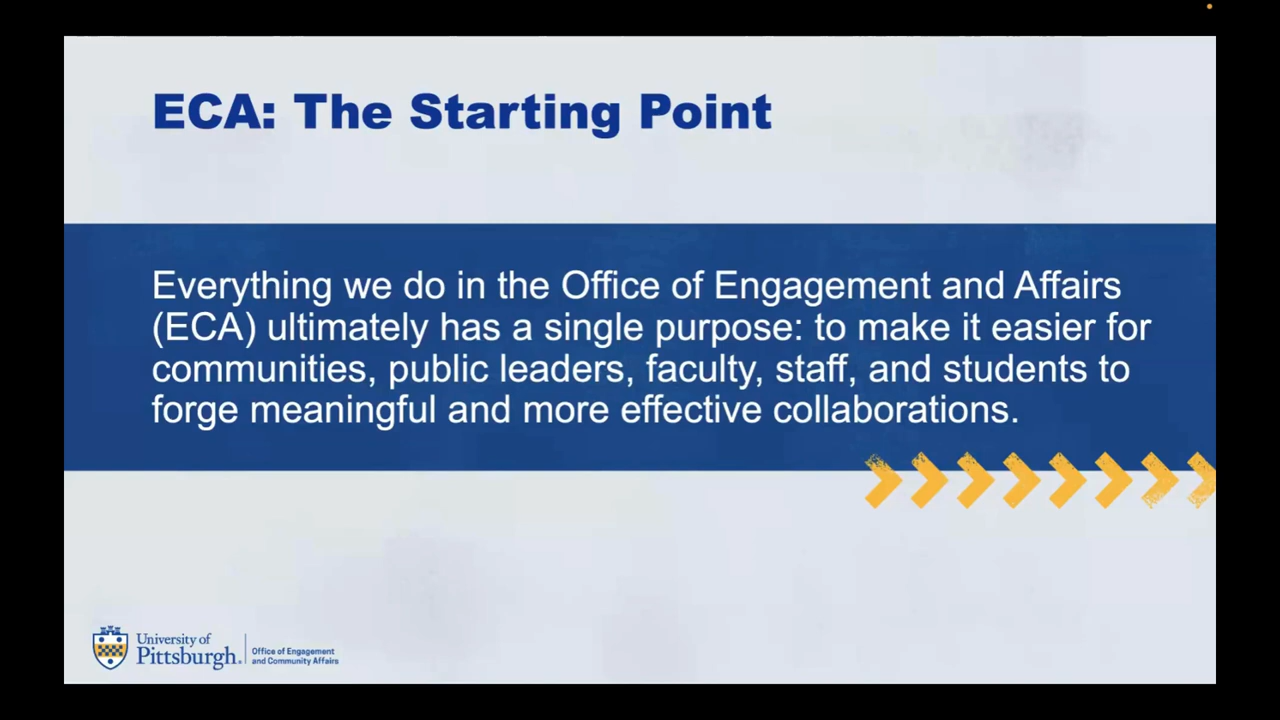 ECA: The Starting Point
Everything we do in the Office of Engagement and Affairs
(ECA) ultimately has a single purpose: to make it easier for
communities, public leaders, faculty, staff, and students to
forge meaningful and more effective collaborations.
University of
Pittsburgh.
Office of Engagement
and Community Affairs